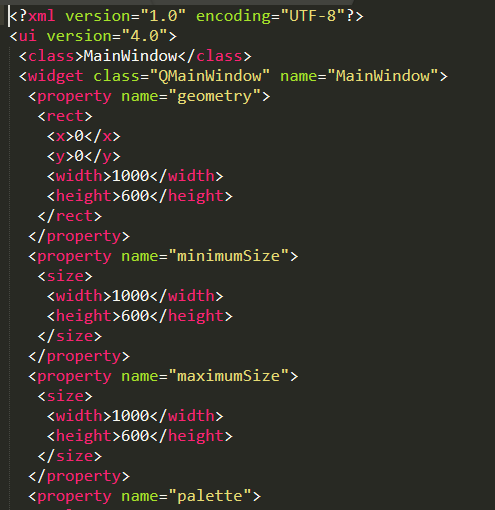 <?xml version="1.0" encoding="UTF-8"?>
<ui version="4.0">
<class>MainWindow</class>
<widget class="QMainWindow" name="MainWindow">
<property name="geometry">
<rect>
<x>0</x>
<y>0</y>
<width>1000</width>
<height>600</height>
</rect>
</property>
<property name="minimumSize">
<size>
<width>1000</width>
<height>600</height>
</size>
</property>
<property name="maximumSize">
<size>
<width>1000</width>
<height>600</height>
</size>
</property>
<property name="palette">